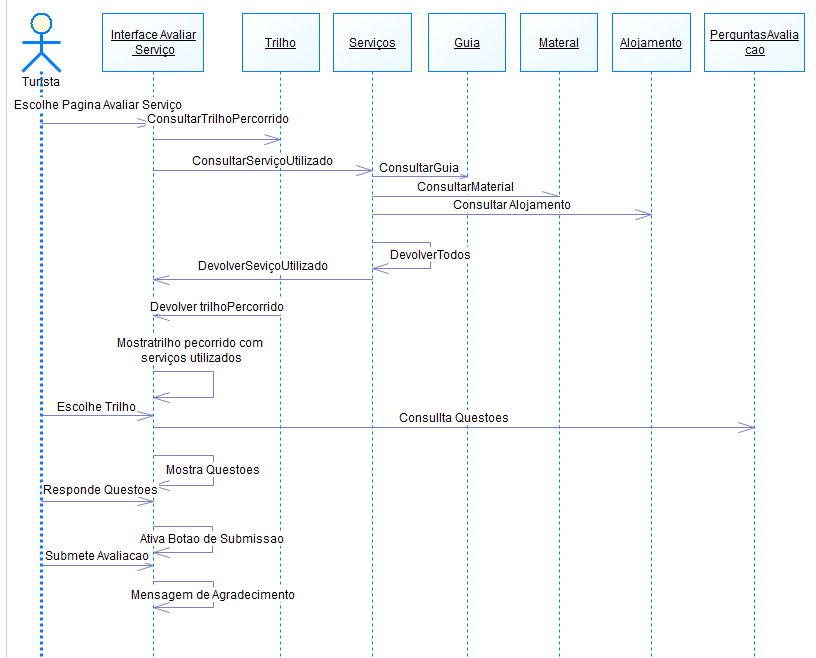 Interface Avaliar
Serviço
Trilho
Serviços
Guia
Materal
Alojamento
PerguntasAvalia
cao
Turista
Escolhe Pagina Avaliar Serviço
ConsultarTrilhoPercorrido
ConsultarServiçoUtilizado
ConsultarGuia
ConsultarMaterial
Consultar Alojamento
DevolverTodos
DevolverSeviçoUtilizado
Devolver trilhoPercorrido
Mostratrilho pecorrido com
serviços utilizados
Escolhe Trilho
Consullta Questoes
Mostra Questoes
Responde Questoes
Ativa Botao de Submissao
Submete Avaliacao
Mensagem de Agradecimento